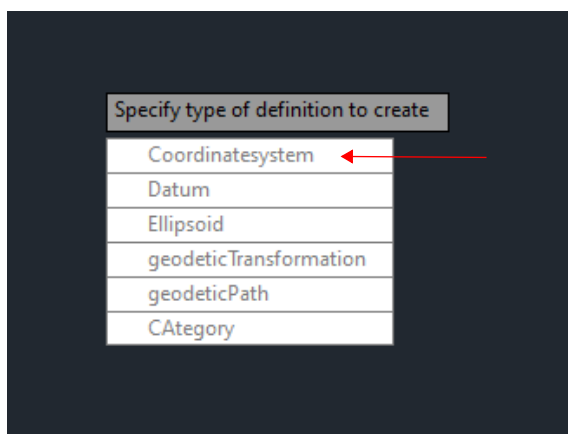 Specify type of definition to create
Coordinatesystem
Datum
Ellipsoid
geodeticTransformation
geodeticPath
CAtegory